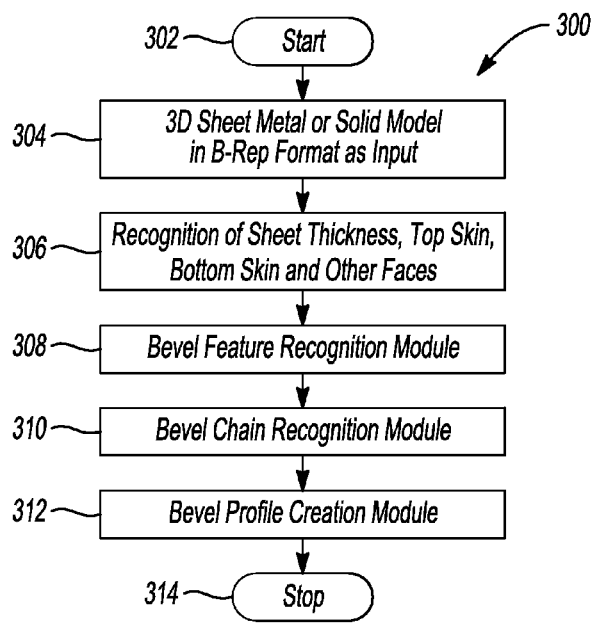 300
302
Start
304
3D Sheet Metal or Solid Model
in B-Rep Format as Input
306
Recognition of Sheet Thickness, Top Skin,
Bottom Skin and Other Faces
308
Bevel Feature Recognition Module
310
Bevel Chain Recognition Module
312
Bevel Profile Creation Module
314
Stop